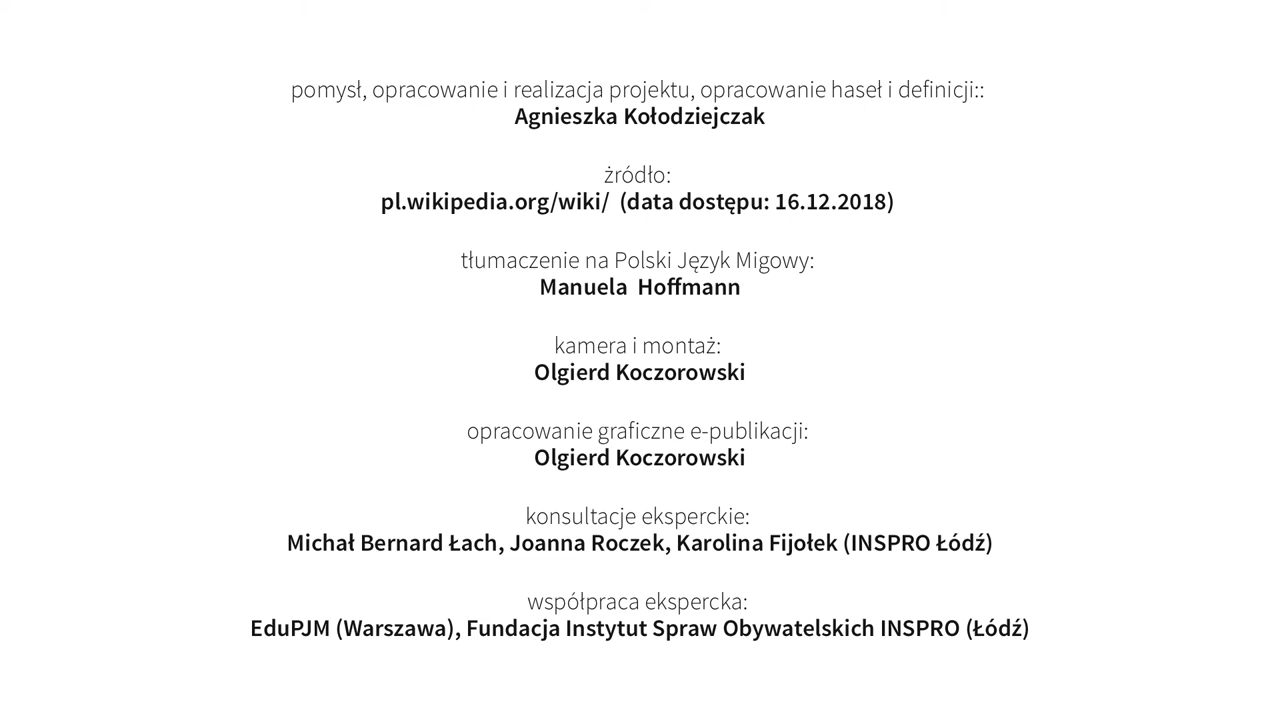 pomysł, opracowanie i realizacja projektu, opracowanie haseł i definicji::
Agnieszka Kołodziejczak
żródło:
pl.wikipedia.org/wiki/ (data dostępu: 16.12.2018)
tłumaczenie na Polski Język Migowy:
Manuela Hoffmann
kamera i montaż:
Olgierd Koczorowski
opracowanie graficzne e-publikacji:
Olgierd Koczorowski
konsultacje eksperckie:
Michał Bernard Łach, Joanna Roczek, Karolina Fijołek (INSPRO Łódź)
współpraca ekspercka:
EduPJM (Warszawa), Fundacja Instytut Spraw Obywatelskich INSPRO (Łódź)